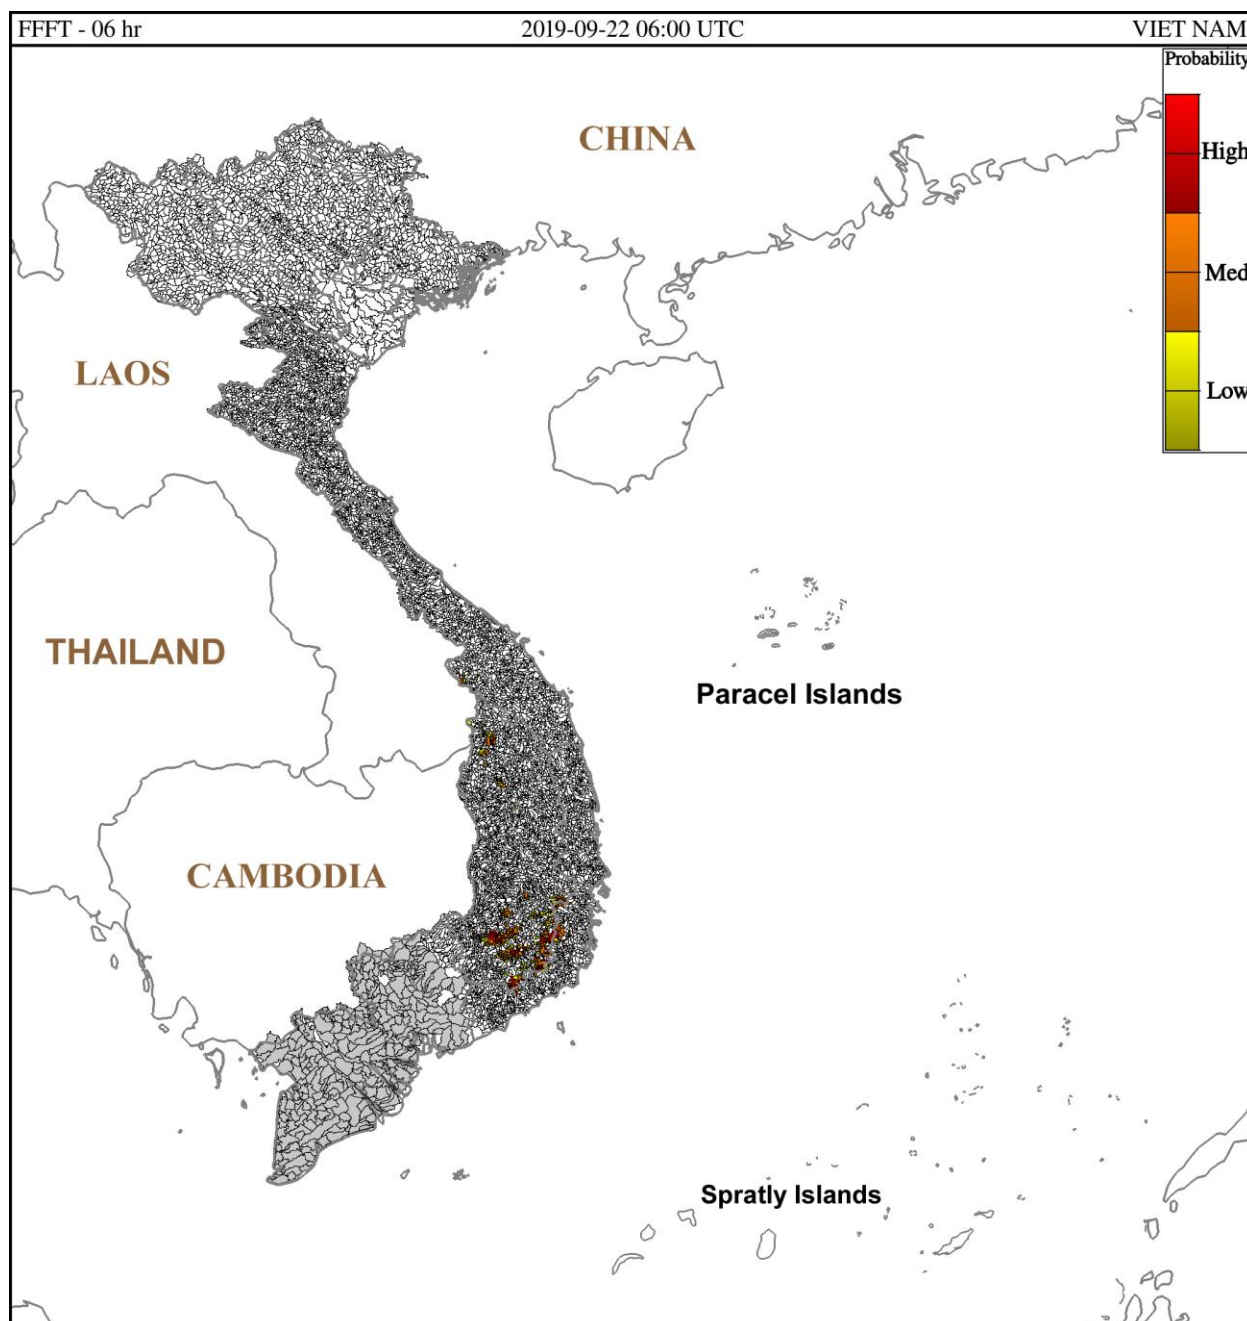 FFFT - 06 hr 2019-09-22 06:00 UTC VIET NAM
Probability
CHINA
High
Med
LAOS
Low
THAILAND
Paracel Islands
CAMBODIA
Spratly Islands